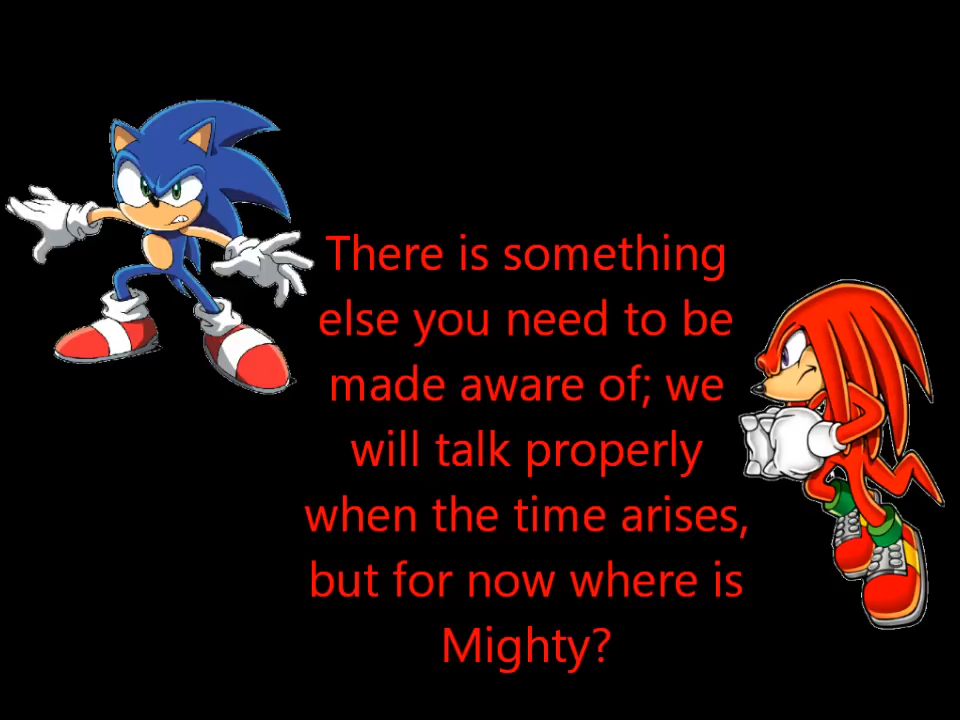 There is something
else you need to be
made aware of; we
will talk properly
when the time arises,
but for now where is
Mighty?